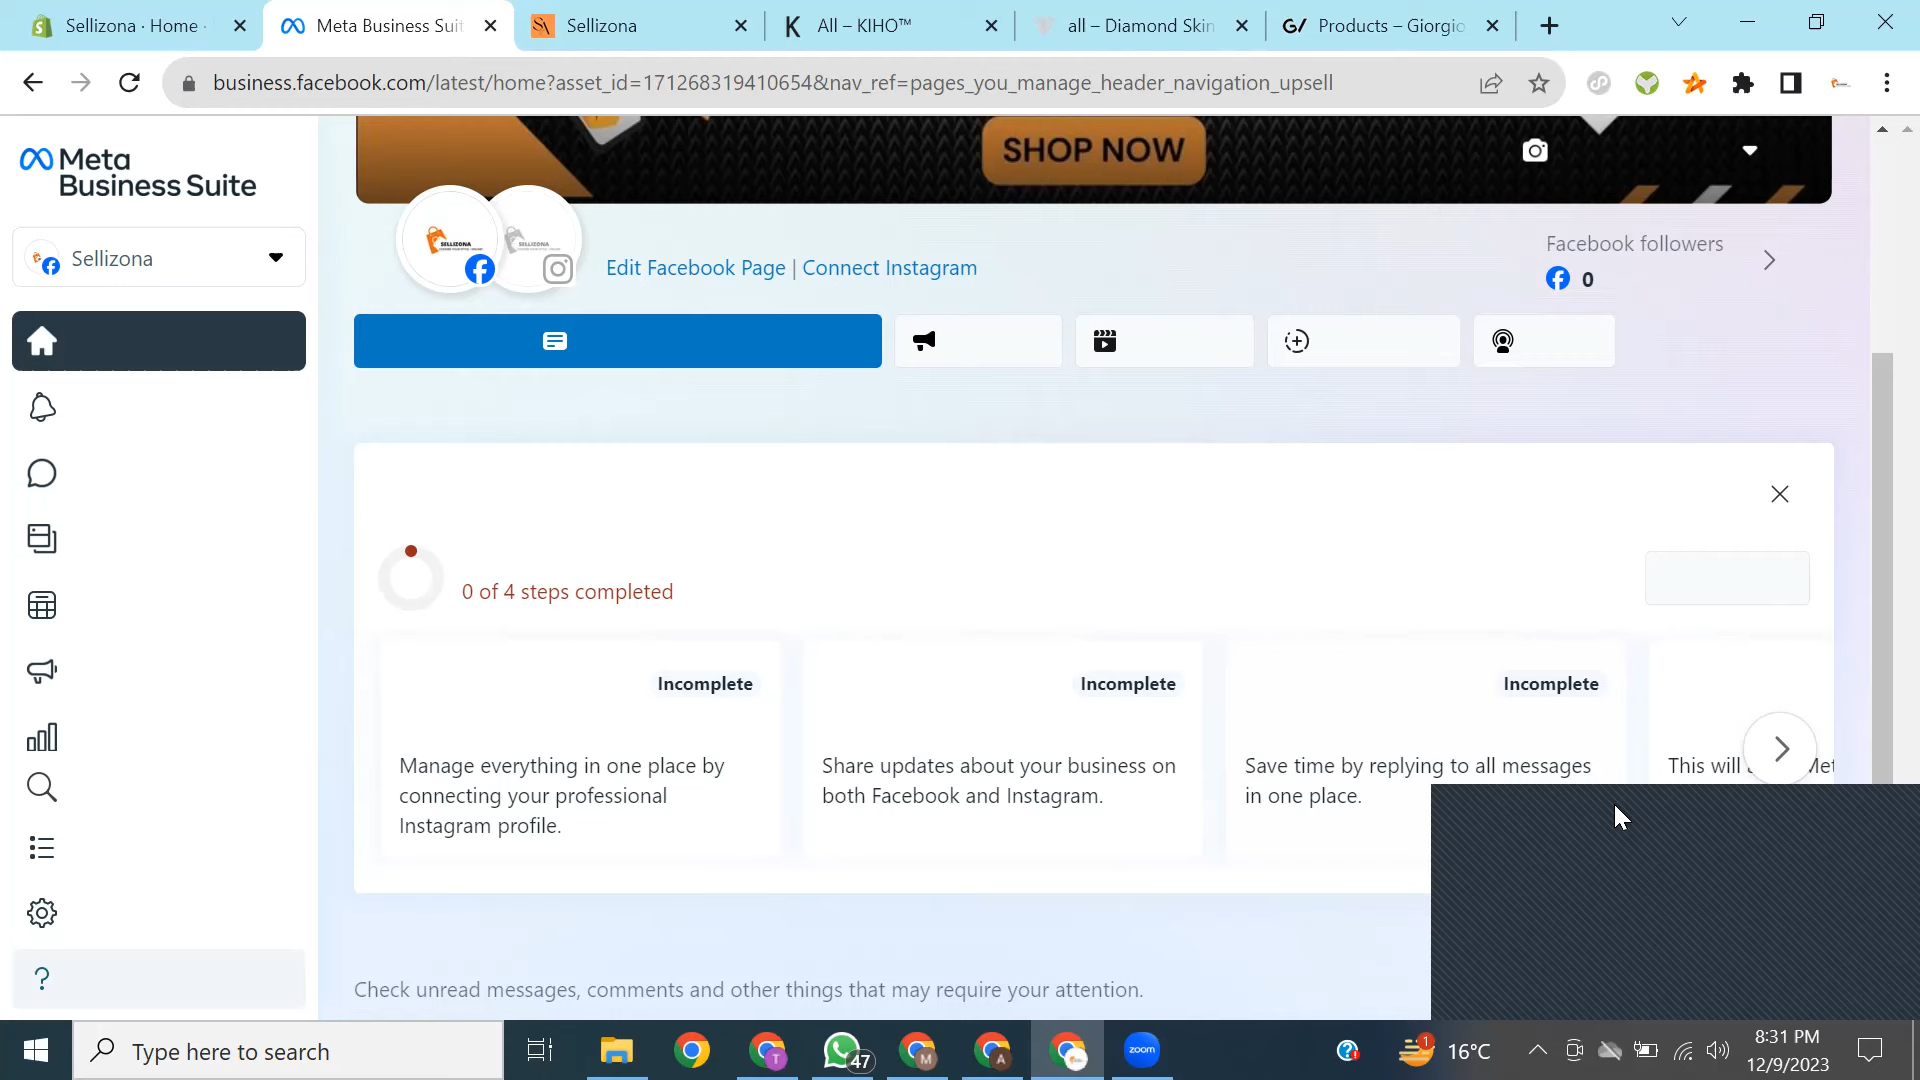 Sellizona · Home ·
Meta Business Suit
Sellizona
All – KIHO™
all – Diamond Skin
Products – Giorgio
business.facebook.com/latest/home?asset_id=171268319410654&nav_ref=pages_you_manage_header_navigation_upsell
Meta
Business Suite
SHOP NOW
Sellizona
SELLIZONA
SELLIZONA
Edit Facebook Page | Connect Instagram
Facebook followers
0
0 of 4 steps completed
Incomplete
Incomplete
Incomplete
Manage everything in one place by
connecting your professional
Instagram profile.
Share updates about your business on
both Facebook and Instagram.
Save time by replying to all messages
in one place.
This will
Met
Check unread messages, comments and other things that may require your attention.
Type here to search
T
47
M
A
zoom
1
16°C
8:31 PM
12/9/2023